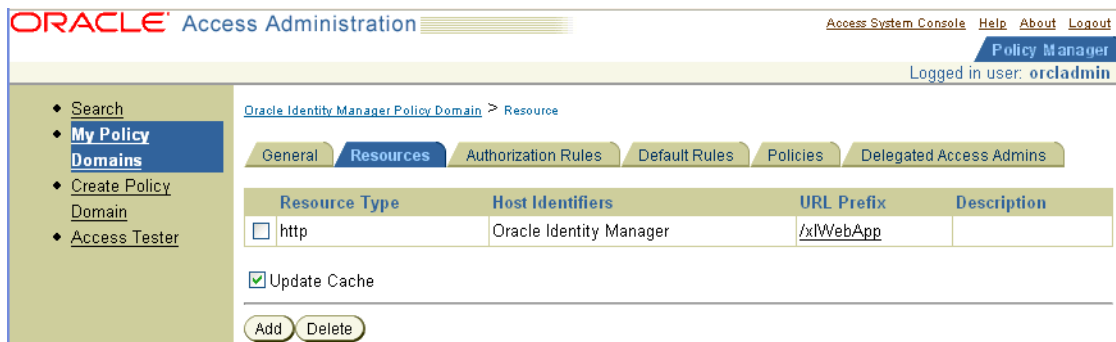 ORACLE Access Administration
Access System Console Help About Logout
Policy Manager
Logged in user: orcladmin
Search
My Policy
Domains
Create Policy
Domain
Access Tester
Oracle Identity Manager Policy Domain > Resource
General Resources Authorization Rules Default Rules Policies Delegated Access Admins
Resource Type Host Identifiers URL Prefix Description
http Oracle Identity Manager /xlWebApp
Update Cache
Add Delete